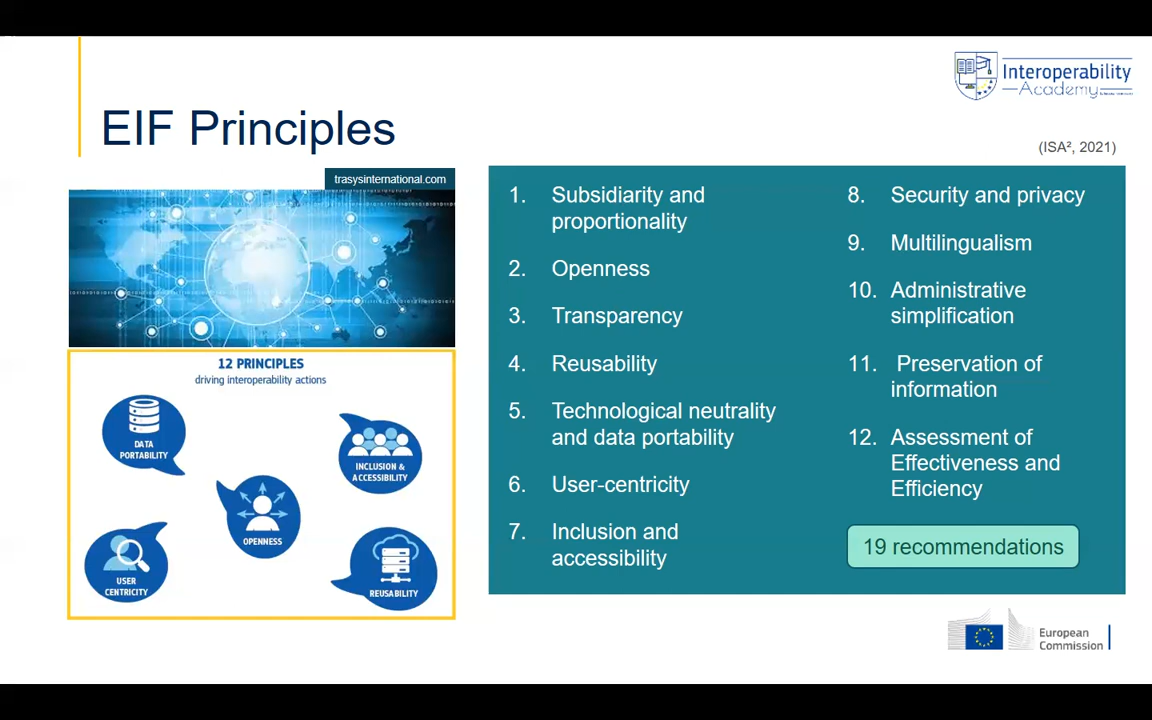 Interoperability
Academy
EIF Principles
(ISA², 2021)
trasysinternational.com
12 PRINCIPLES
driving interoperability actions
DATA
PORTABILITY
INCLUSION &
ACCESSIBILITY
OPENNESS
USER
CENTRICITY
REUSABILITY
1. Subsidiarity and
proportionality
2. Openness
3. Transparency
4. Reusability
5. Technological neutrality
and data portability
6. User-centricity
7. Inclusion and
accessibility
8. Security and privacy
9. Multilingualism
10. Administrative
simplification
11. Preservation of
information
12. Assessment of
Effectiveness and
Efficiency
19 recommendations
European
Commission